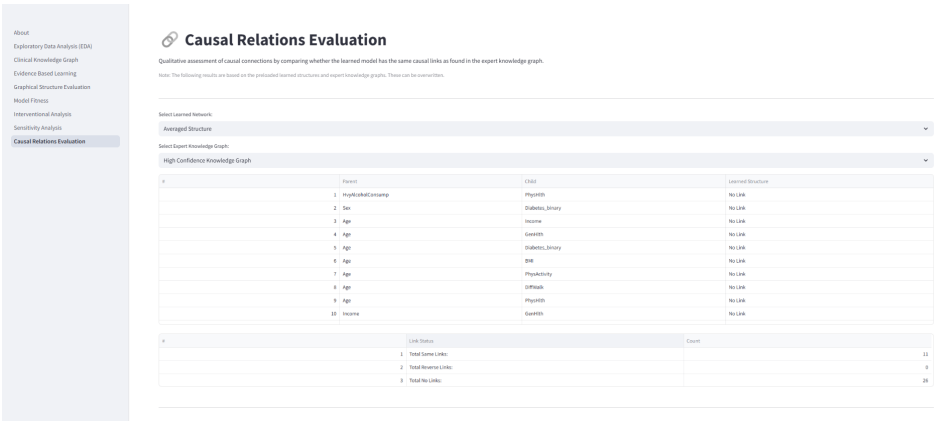 About
Exploratory Data Analysis (EDA)
Clinical Knowledge Graph
Evidence Based Learning
Graphical Structure Evaluation
Model Fitness
Interventional Analysis
Sensitivity Analysis
Causal Relations Evaluation
Causal Relations Evaluation
Qualitative assessment of causal connections by comparing whether the learned model has the same causal links as found in the expert knowledge graph.
Note: The following results are based on the preloaded learned structures and expert knowledge graphs. These can be overwritten.
Select Learned Network:
Averaged Structure
Select Expert Knowledge Graph:
High Confidence Knowledge Graph
# Parent Child Learned Structure
1 HvyAlcoholConsump PhysHlth No Link
2 Sex Diabetes_binary No Link
3 Age Income No Link
4 Age GenHlth No Link
5 Age Diabetes_binary No Link
6 Age BMI No Link
7 Age PhysActivity No Link
8 Age DiffWalk No Link
9 Age PhysHlth No Link
10 Income GenHlth No Link
# Link Status Count
1 Total Same Links: 11
2 Total Reverse Links:
3 Total No Links: